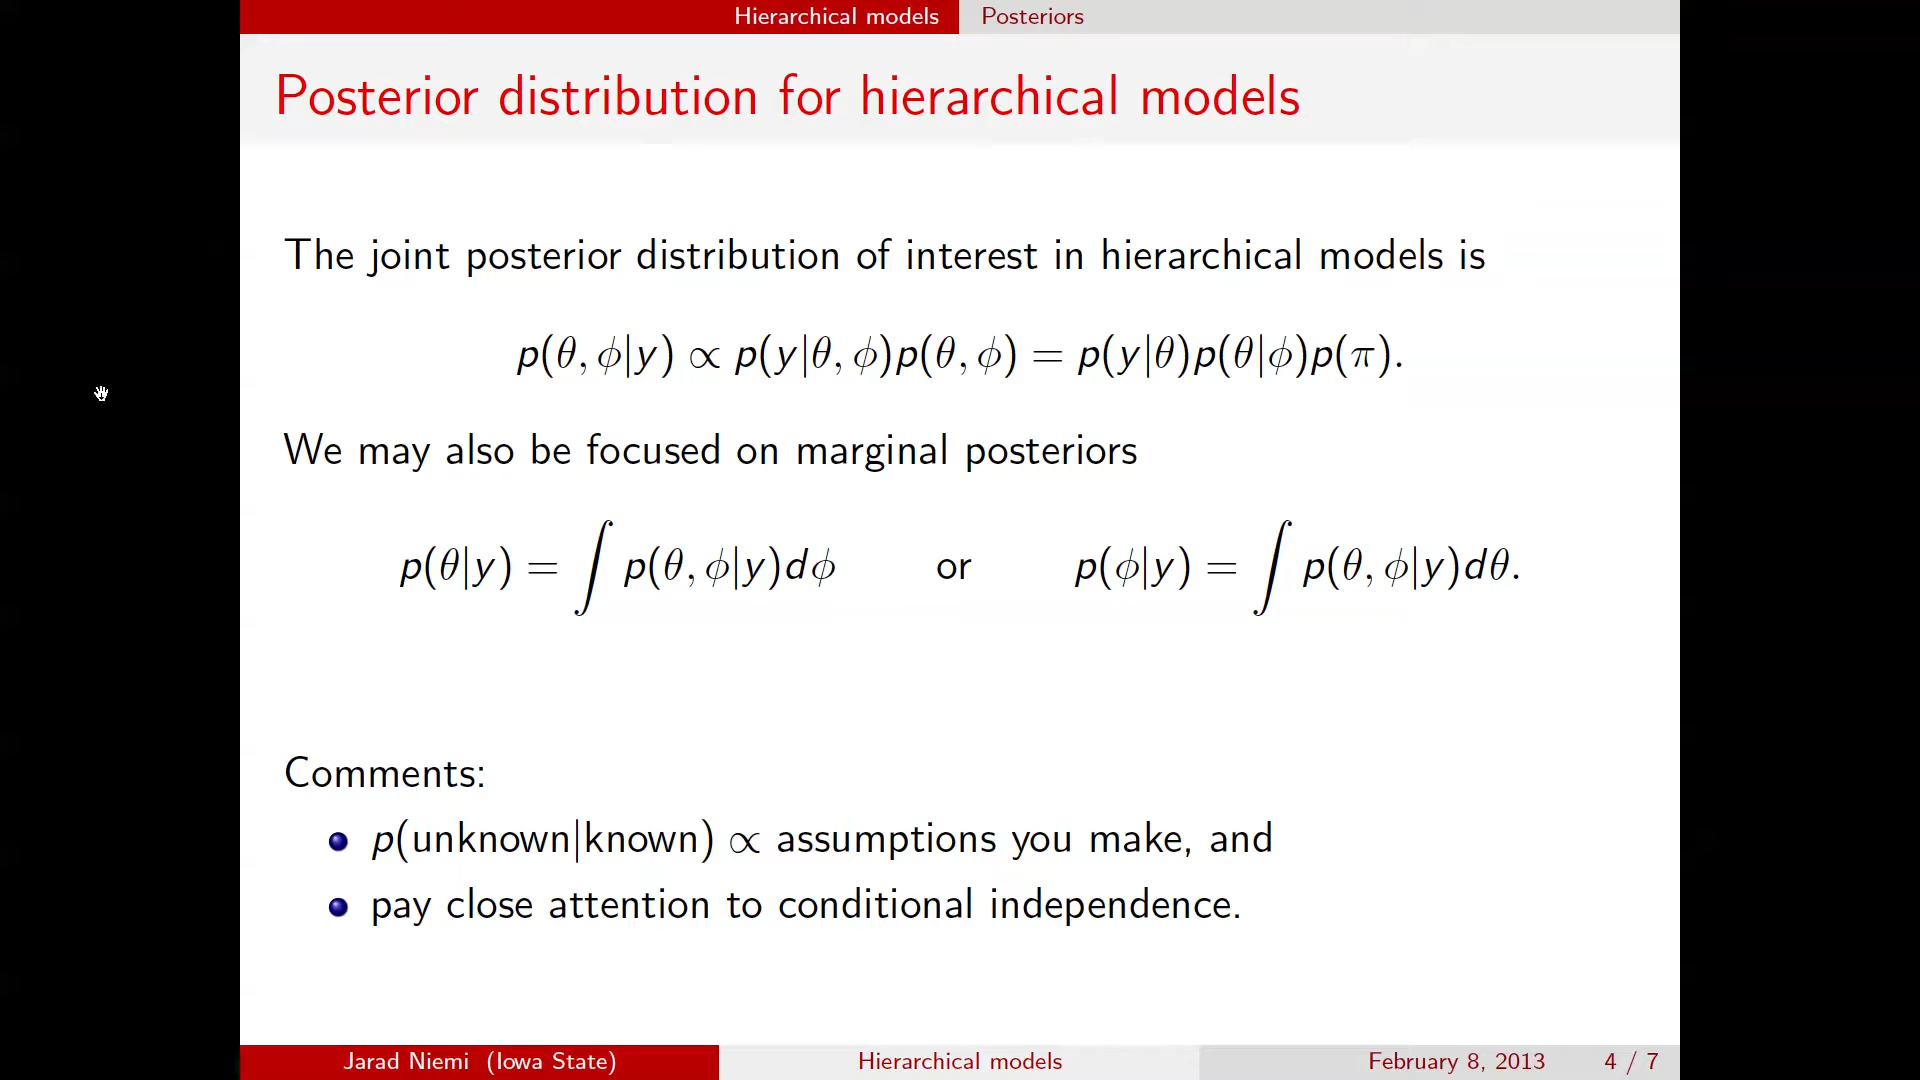 Hierarchical models Posteriors
Posterior distribution for hierarchical models
The joint posterior distribution of interest in hierarchical models is
p(θ, ϕ|y) ∝ p(y|θ, ϕ)p(θ, ϕ) = p(y|θ)p(θ|ϕ)p(π).
We may also be focused on marginal posteriors
p(θ|y) = ∫ p(θ, ϕ|y)dϕ or p(ϕ|y) = ∫ p(θ, ϕ|y)dθ.
Comments:
p(unknown|known) ∝ assumptions you make, and
pay close attention to conditional independence.
Jarad Niemi (Iowa State) Hierarchical models February 8, 2013 4 / 7